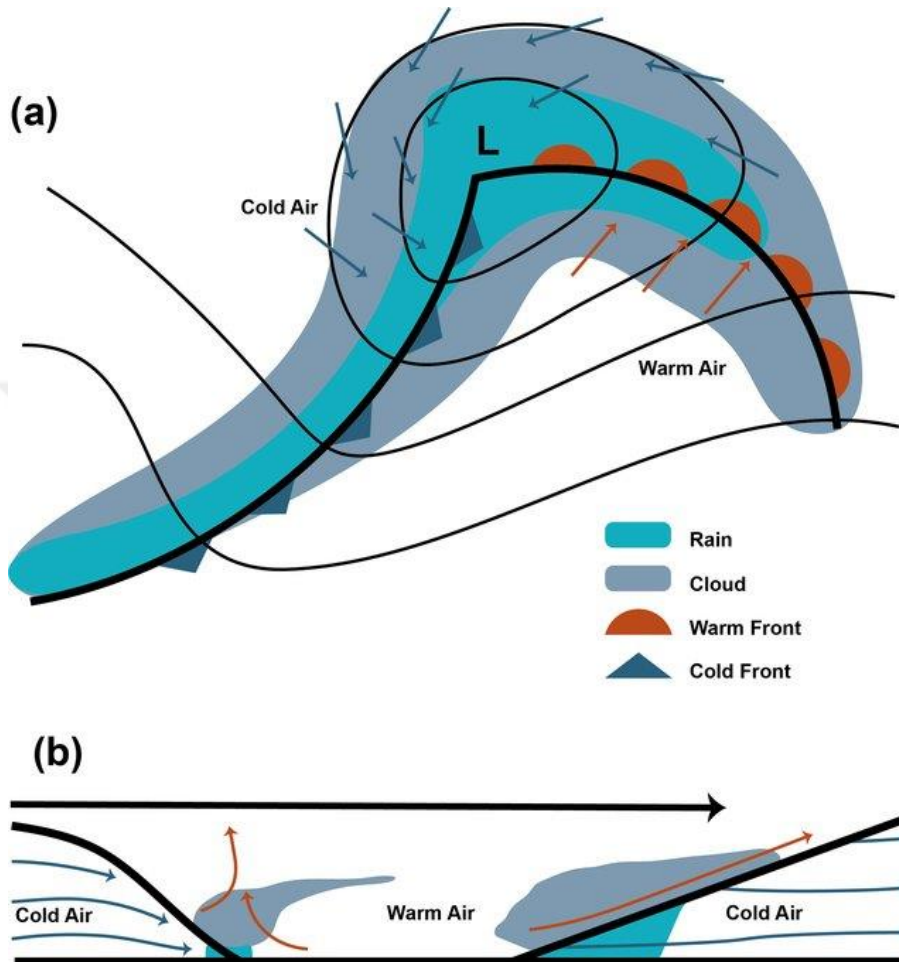 (a)
L
Cold Air
Warm Air
Rain
Cloud
Warm Front
Cold Front
(b)
Cold Air
Warm Air
Cold Air